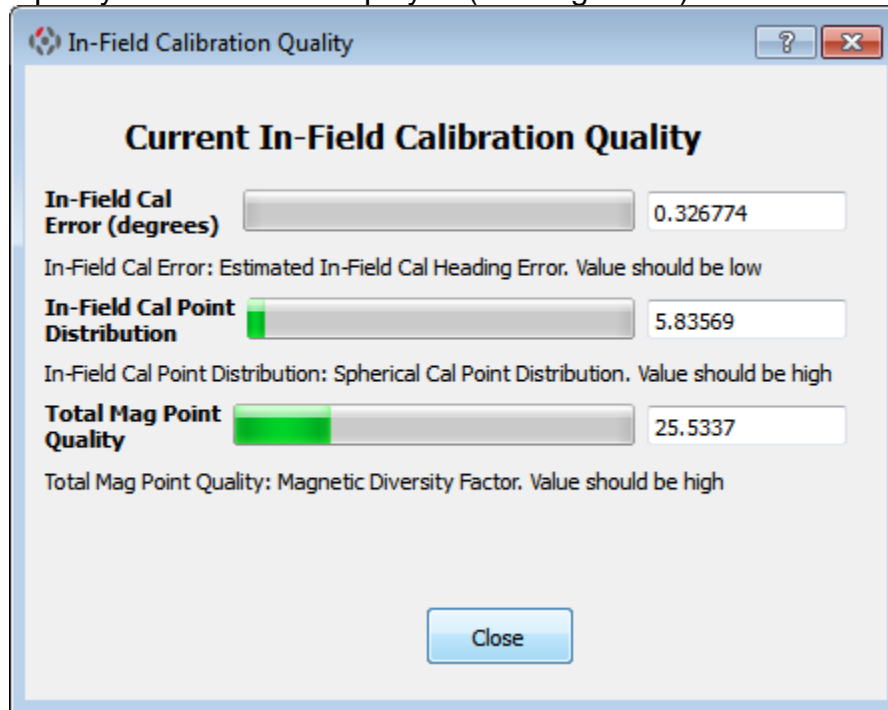 In-Field Calibration Quality
Current In-Field Calibration Quality
In-Field Cal
Error (degrees)
0.326774
In-Field Cal Error: Estimated In-Field Cal Heading Error. Value should be low
In-Field Cal Point
Distribution
5.83569
In-Field Cal Point Distribution: Spherical Cal Point Distribution. Value should be high
Total Mag Point
Quality
25.5337
Total Mag Point Quality: Magnetic Diversity Factor. Value should be high
Close